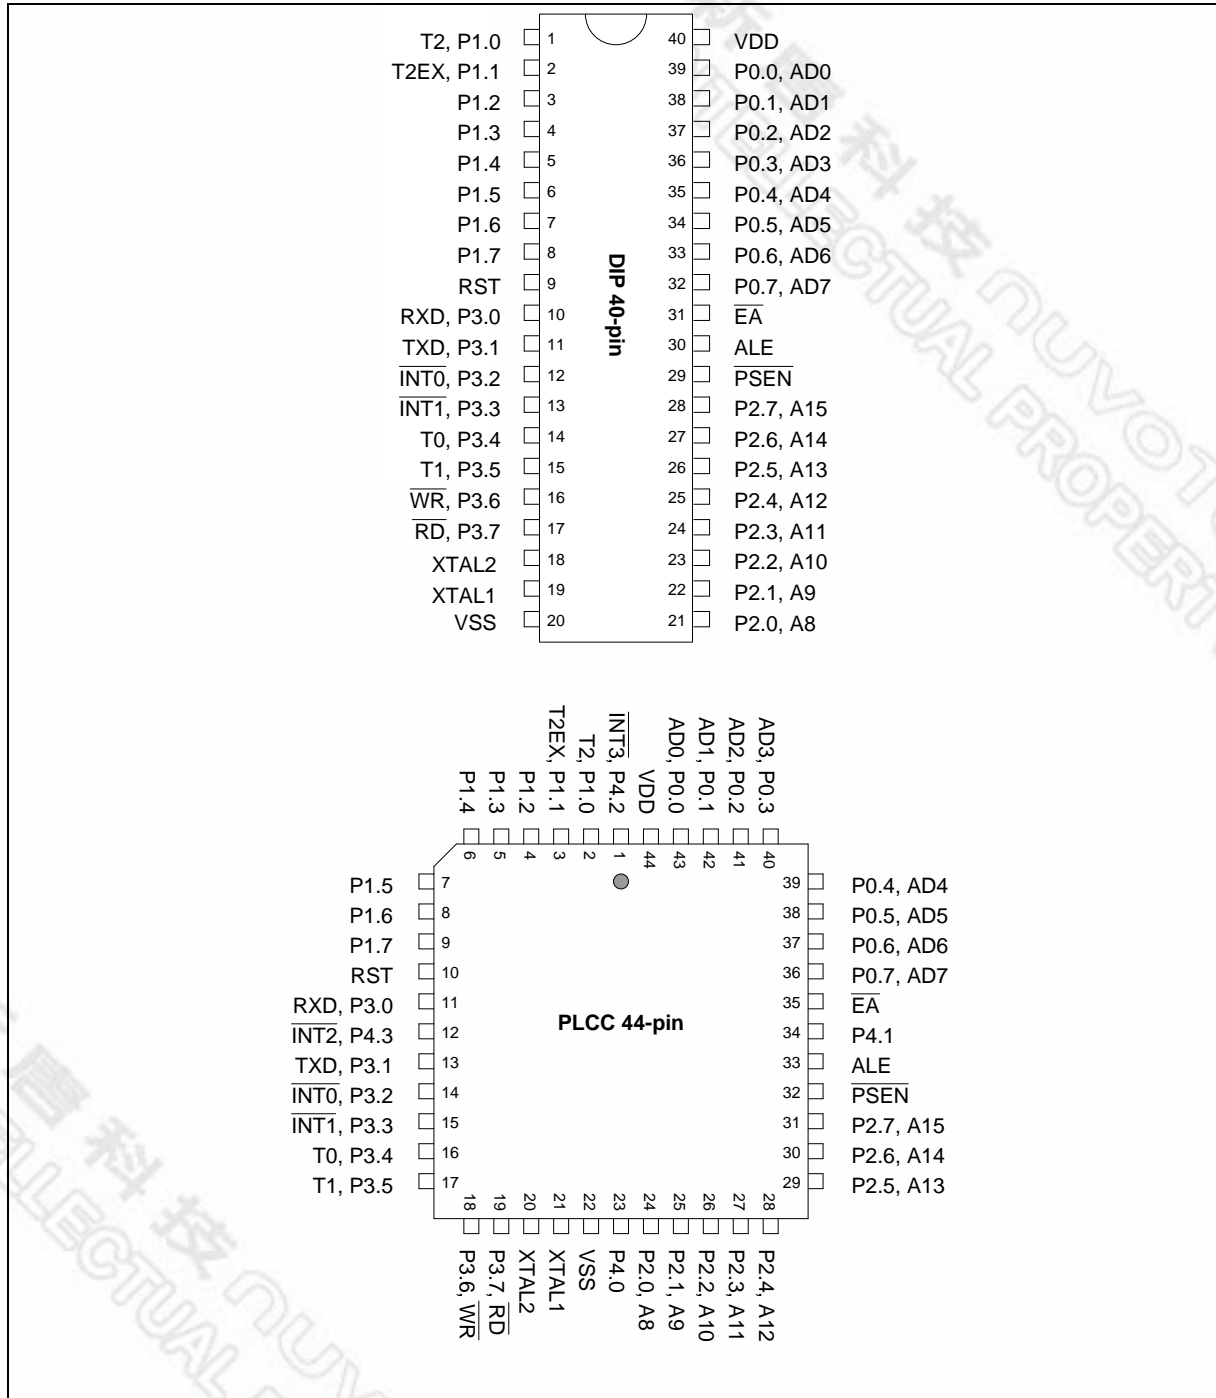 T2, P1.0 1 40 VDD
T2EX, P1.1 2 39 P0.0, AD0
P1.2 3 38 P0.1, AD1
P1.3 4 37 P0.2, AD2
P1.4 5 36 P0.3, AD3
P1.5 6 35 P0.4, AD4
P1.6 7 34 P0.5, AD5
P1.7 8 33 P0.6, AD6
RST 9 32 P0.7, AD7
RXD, P3.0 10 31 EA
TXD, P3.1 11 30 ALE
INT0, P3.2 12 29 PSEN
INT1, P3.3 13 28 P2.7, A15
T0, P3.4 14 27 P2.6, A14
T1, P3.5 15 26 P2.5, A13
WR, P3.6 16 25 P2.4, A12
RD, P3.7 17 24 P2.3, A11
XTAL2 18 23 P2.2, A10
XTAL1 19 22 P2.1, A9
VSS 20 21 P2.0, A8
DIP 40-pin
P1.4
P1.3
P1.2
T2EX, P1.1
T2, P1.0
INT3, P4.2
VDD
AD0, P0.0
AD1, P0.1
AD2, P0.2
AD3, P0.3
6 5 4 3 2 1 44 43 42 41 40
P1.5 7 39 P0.4, AD4
P1.6 8 38 P0.5, AD5
P1.7 9 37 P0.6, AD6
RST 10 36 P0.7, AD7
RXD, P3.0 11 35 EA
INT2, P4.3 12 34 P4.1
PLCC 44-pin
TXD, P3.1 13 33 ALE
INT0, P3.2 14 32 PSEN
INT1, P3.3 15 31 P2.7, A15
T0, P3.4 16 30 P2.6, A14
T1, P3.5 17 29 P2.5, A13
18 19 20 21 22 23 24 25 26 27 28
P3.6, WR
P3.7, RD
XTAL2
XTAL1
VSS
P4.0
P2.0, A8
P2.1, A9
P2.2, A10
P2.3, A11
P2.4, A12